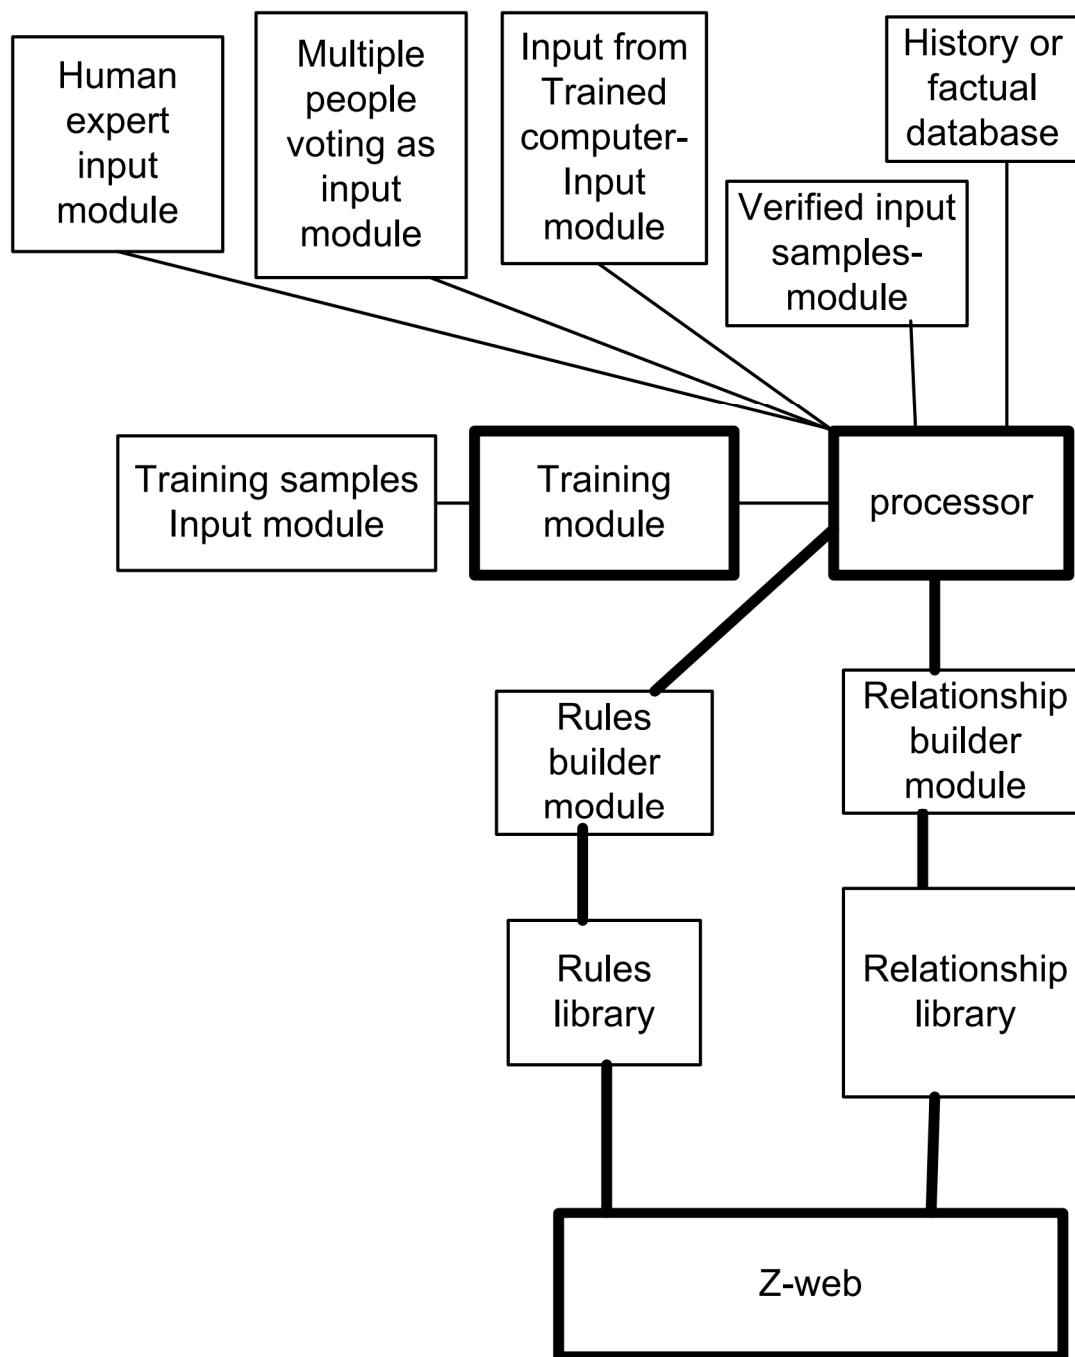 Human
expert
input
module
Multiple
people
voting as
input
module
Input from
Trained
computer-
Input
module
History or
factual
database
Verified input
samples-
module
Training samples
Input module
Training
module
processor
Rules
builder
module
Relationship
builder
module
Rules
library
Relationship
library
Z-web